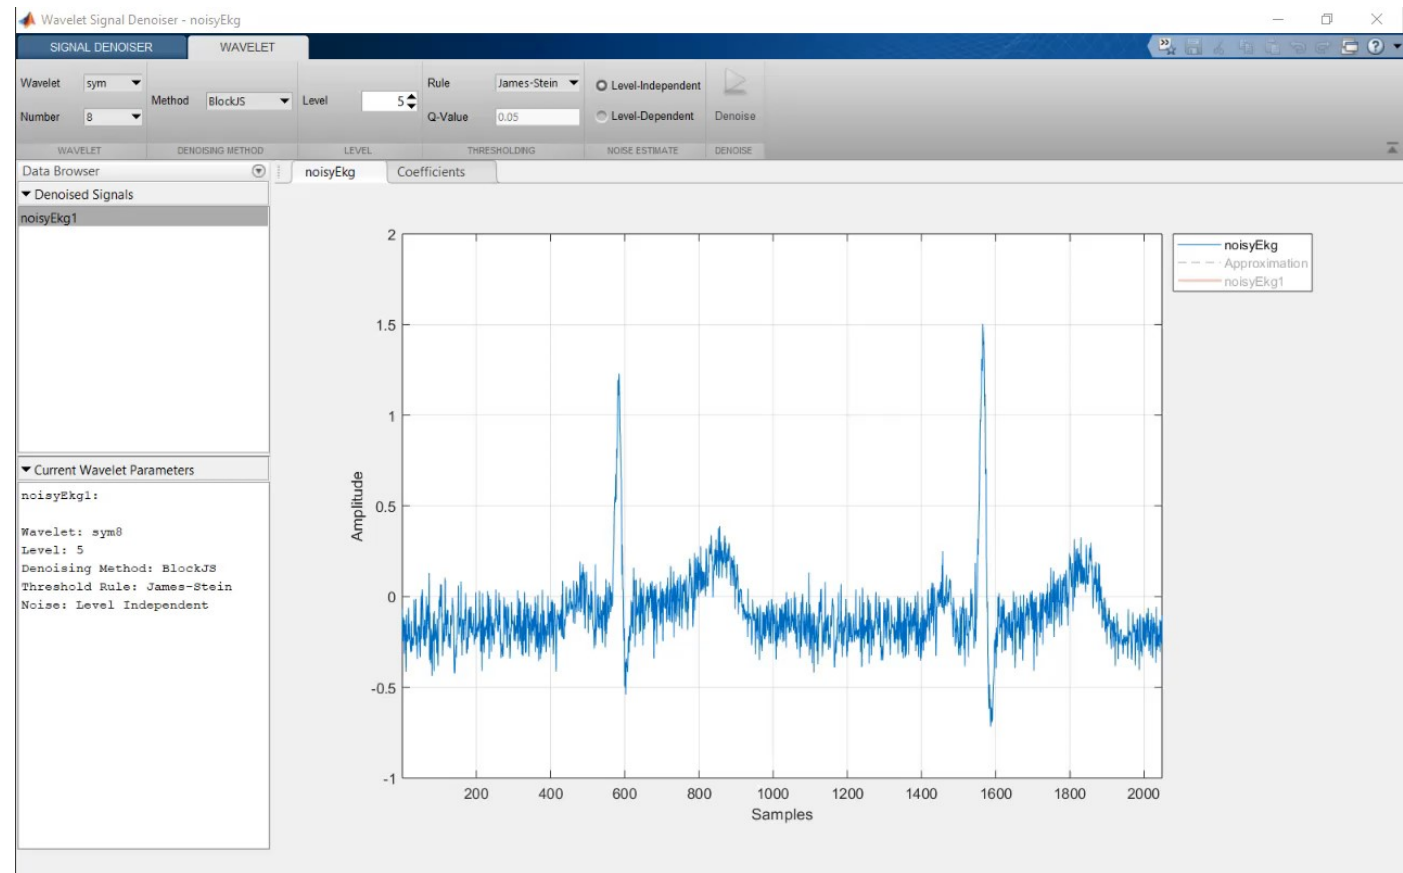 Wavelet Signal Denoiser - noisyEkg
SIGNAL DENOISER WAVELET
Wavelet sym
Number 8
Method BlockJS
Level 5
Rule James-Stein
Q-Value 0.05
Level-Independent
Level-Dependent
Denoise
WAVELET DENOISING METHOD LEVEL THRESHOLDING NOISE ESTIMATE DENOISE
Data Browser
Denoised Signals
noisyEkg1
Current Wavelet Parameters
noisyEkg1:
Wavelet: sym8
Level: 5
Denoising Method: BlockJS
Threshold Rule: James-Stein
Noise: Level Independent
noisyEkg Coefficients
2
1.5
1
0.5
0
-0.5
-1
Amplitude
200 400 600 800 1000 1200 1400 1600 1800 2000
Samples
noisyEkg
Approximation
noisyEkg1